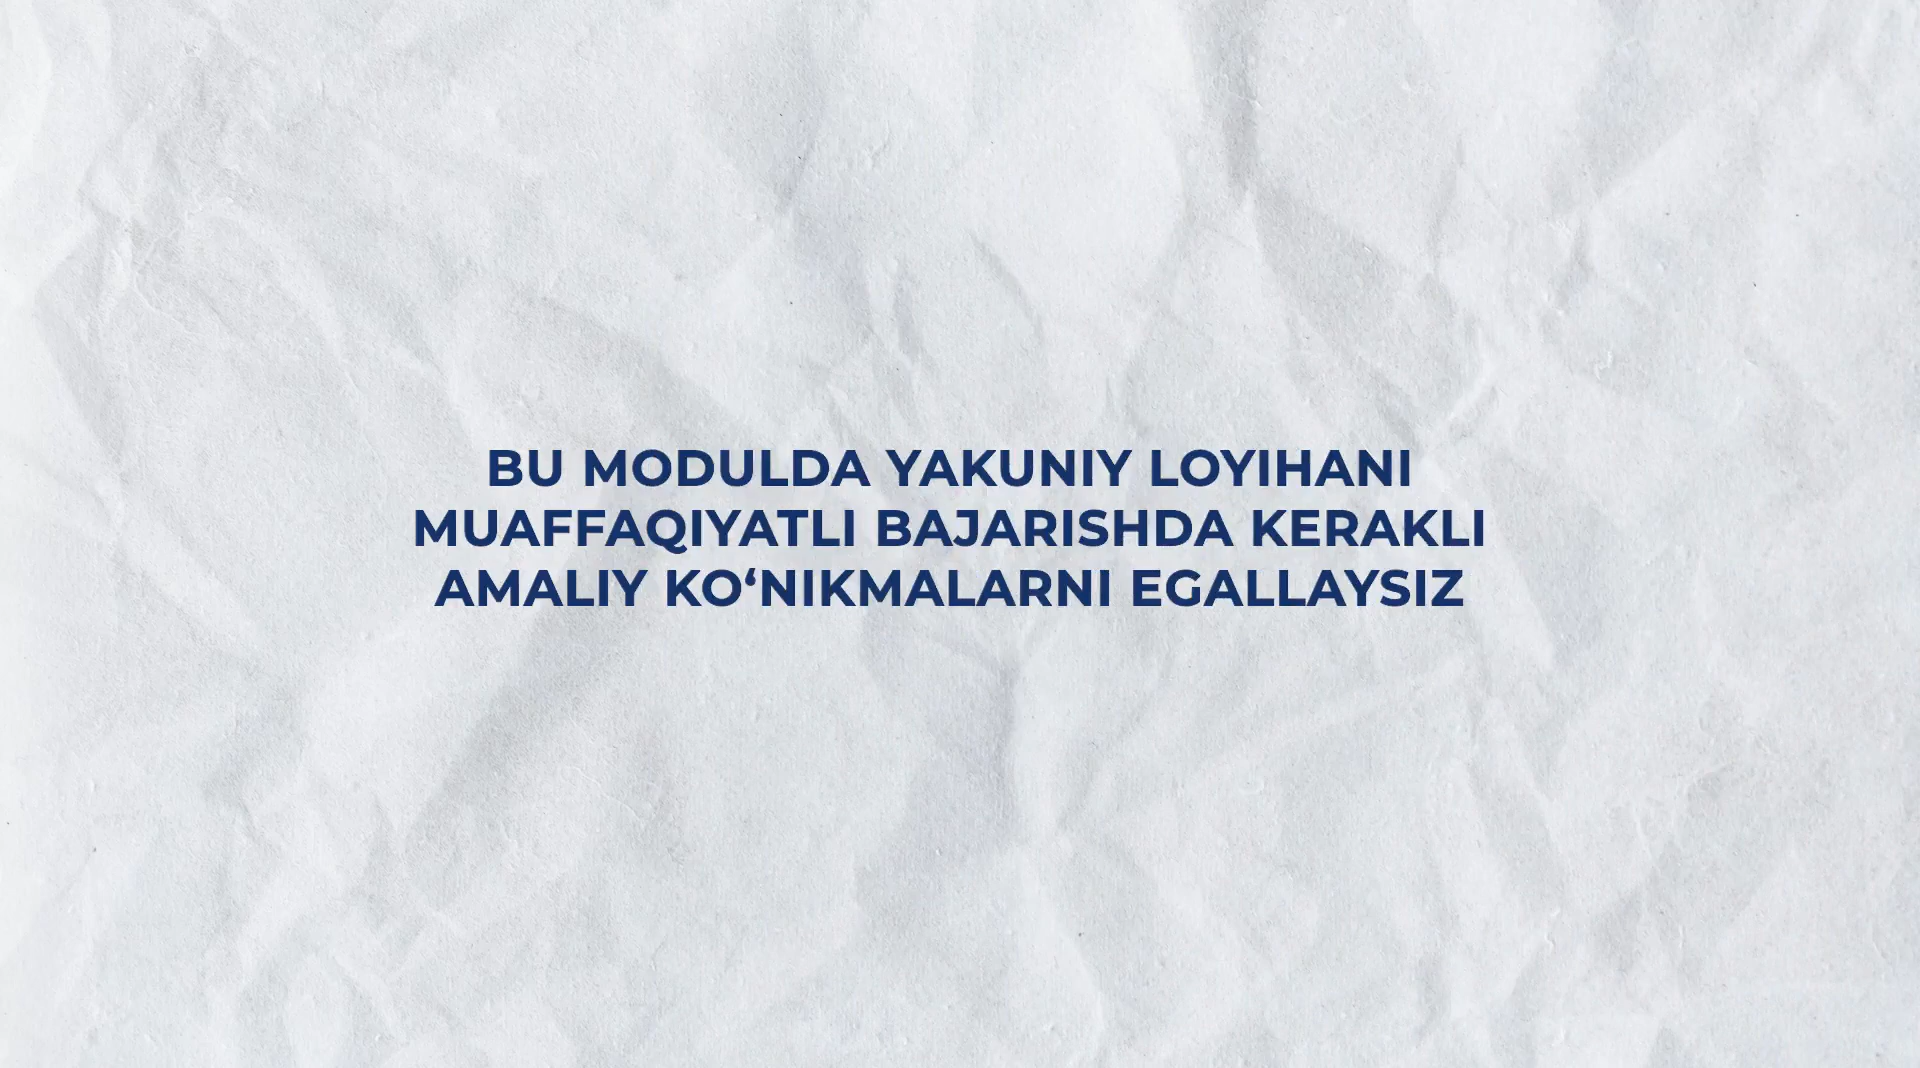 BU MODULDA YAKUNIY LOYIHANI
MUAFFAQIYATLI BAJARISHDA KERAKLI
AMALIY KO‘NIKMALARNI EGALLAYSIZ